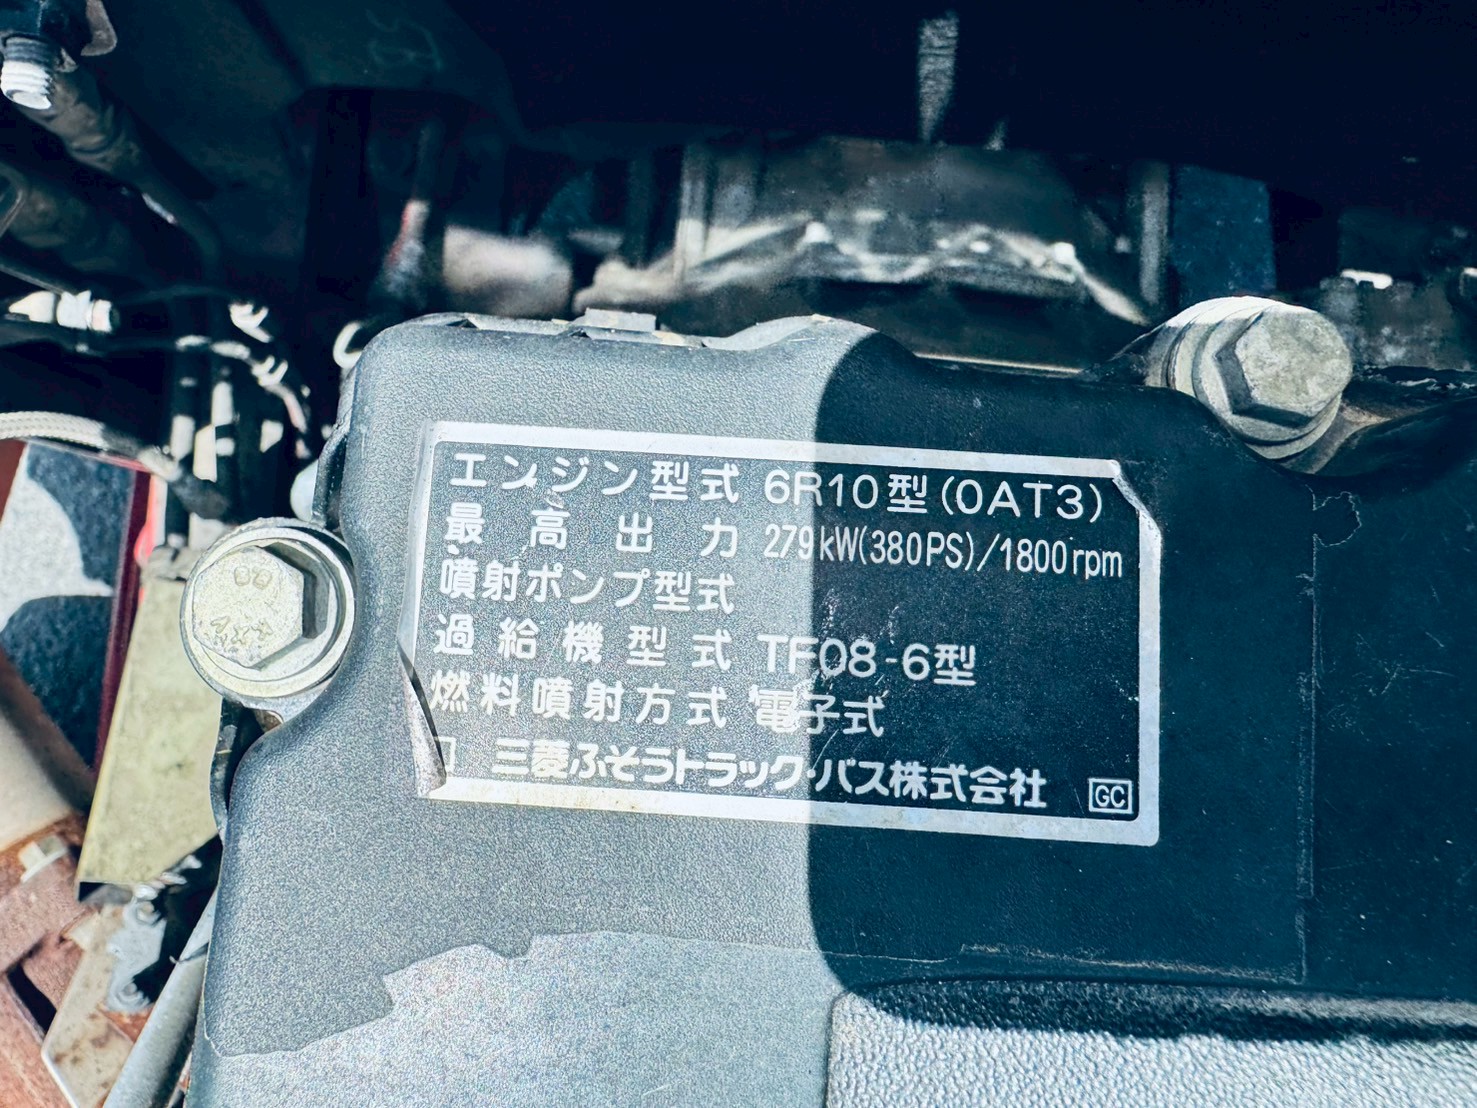 エンジン型式 6R10型(0AT3)
最高出力 279kW(380PS)/1800rpm
噴射ポンプ型式
過給機型式 TF08-6型
燃料噴射方式 電子式
三菱ふそうトラック・バス株式会社 GC